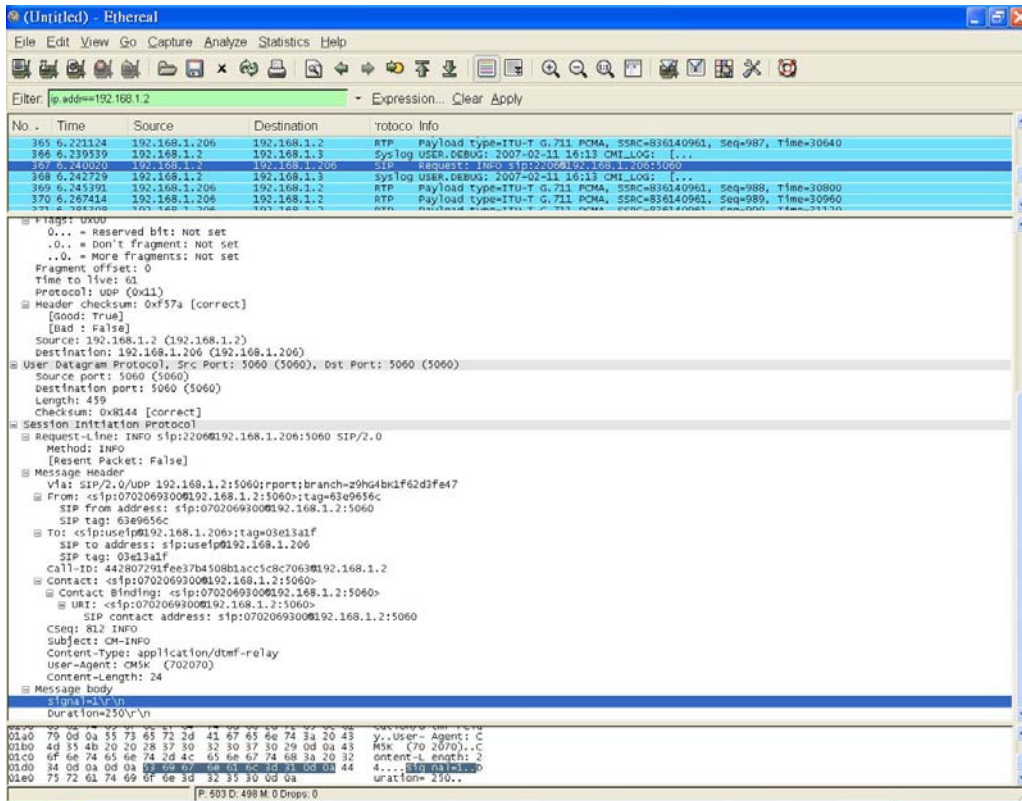 (Untitled) - Ethereal
File Edit View Go Capture Analyze Statistics Help
Filter: ip.addr==192.168.1.2 Expression... Clear Apply
No. . Time Source Destination rotoco Info
365 6.221124 192.168.1.206 192.168.1.2 RTP Payload type=ITU-T G.711 PCMA, SSRC=836140961, Seq=987, Time=30640
366 6.239539 192.168.1.2 192.168.1.3 Syslog USER.DEBUG: 2007-02-11 16:13 CMI_LOG: [...
367 6.240020 192.168.1.2 192.168.1.206 SIP Request: INFO sip:2206@192.168.1.206:5060
368 6.242729 192.168.1.2 192.168.1.3 Syslog USER.DEBUG: 2007-02-11 16:13 CMI_LOG: [...
369 6.245391 192.168.1.206 192.168.1.2 RTP Payload type=ITU-T G.711 PCMA, SSRC=836140961, Seq=988, Time=30800
370 6.267414 192.168.1.206 192.168.1.2 RTP Payload type=ITU-T G.711 PCMA, SSRC=836140961, Seq=989, Time=30960
Flags: 0x00
0... = Reserved bit: Not set
.0.. = Don't fragment: Not set
..0. = More fragments: Not set
Fragment offset: 0
Time to live: 61
Protocol: UDP (0x11)
Header checksum: 0xf57a [correct]
[Good: True]
[Bad : False]
Source: 192.168.1.2 (192.168.1.2)
Destination: 192.168.1.206 (192.168.1.206)
User Datagram Protocol, Src Port: 5060 (5060), Dst Port: 5060 (5060)
Source port: 5060 (5060)
Destination port: 5060 (5060)
Length: 459
Checksum: 0x8144 [correct]
Session Initiation Protocol
Request-Line: INFO sip:2206@192.168.1.206:5060 SIP/2.0
Method: INFO
[Resent Packet: False]
Message Header
Via: SIP/2.0/UDP 192.168.1.2:5060;rport;branch=z9hG4bK1f62d3fe47
From: <sip:0702069300@192.168.1.2:5060>;tag=63e9656c
SIP from address: sip:0702069300@192.168.1.2:5060
SIP tag: 63e9656c
To: <sip:useip@192.168.1.206>;tag=03e13a1f
SIP to address: sip:useip@192.168.1.206
SIP tag: 03e13a1f
Call-ID: 442807291fee37b4508b1acc5c8c7063@192.168.1.2
Contact: <sip:0702069300@192.168.1.2:5060>
Contact Binding: <sip:0702069300@192.168.1.2:5060>
URI: <sip:0702069300@192.168.1.2:5060>
SIP contact address: sip:0702069300@192.168.1.2:5060
CSeq: 812 INFO
Subject: CM-INFO
Content-Type: application/dtmf-relay
User-Agent: CM5K (702070)
Content-Length: 24
Message body
Signal=1\r\n
Duration=250\r\n
01a0 79 0d 0a 55 73 65 72 2d 41 67 65 6e 74 3a 20 43 y..User- Agent: C
01b0 4d 35 4b 20 20 28 37 30 32 30 37 30 29 0d 0a 43 M5K (70 2070)..C
01c0 6f 6e 74 65 6e 74 2d 4c 65 6e 67 74 68 3a 20 32 ontent-L ength: 2
01d0 34 0d 0a 0d 0a 53 69 67 6e 61 6c 3d 31 0d 0a 44 4....Sig nal=1..D
01e0 75 72 61 74 69 6f 6e 3d 32 35 30 0d 0a uration= 250..
P: 503 D: 498 M: 0 Drops: 0